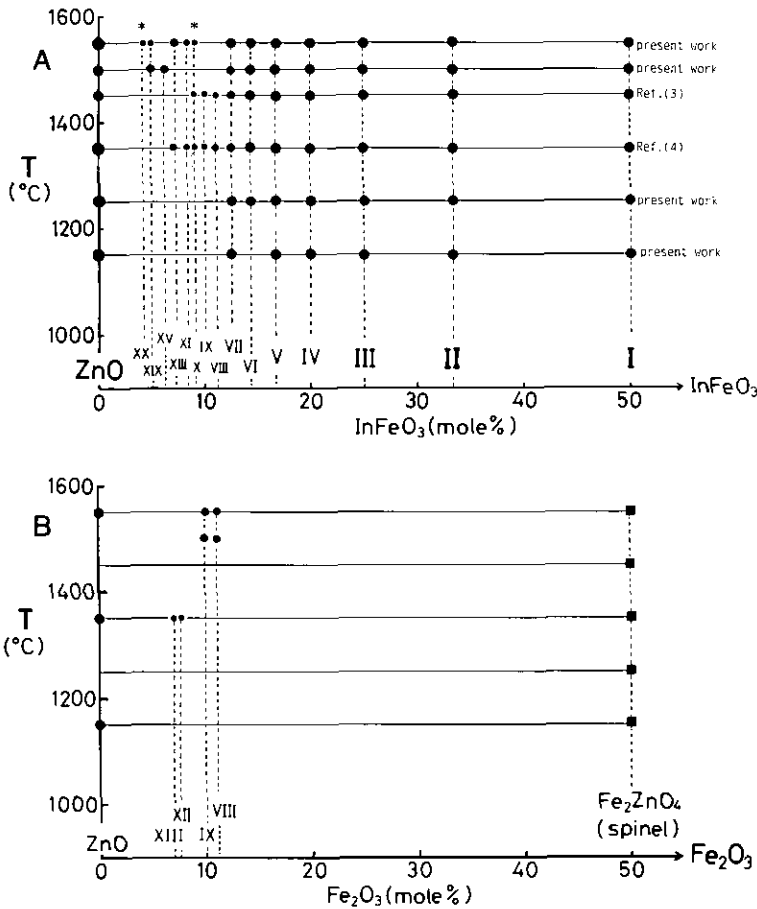 1600
* *
A
present work
present work
Ref.(3)
1400
Ref.(4)
T
(°C)
present work
1200
present work
1000
XX XIX XV XIII XI X IX VIII VII VI V IV III II I
ZnO
0 10 20 30 40 50 InFeO₃
InFeO₃(mole%)
1600
B
1400
T
(°C)
1200
1000
ZnO
XIII XII IX VIII
Fe₂ZnO₄
(spinel)
0 10 20 30 40 50 Fe₂O₃
Fe₂O₃(mole%)